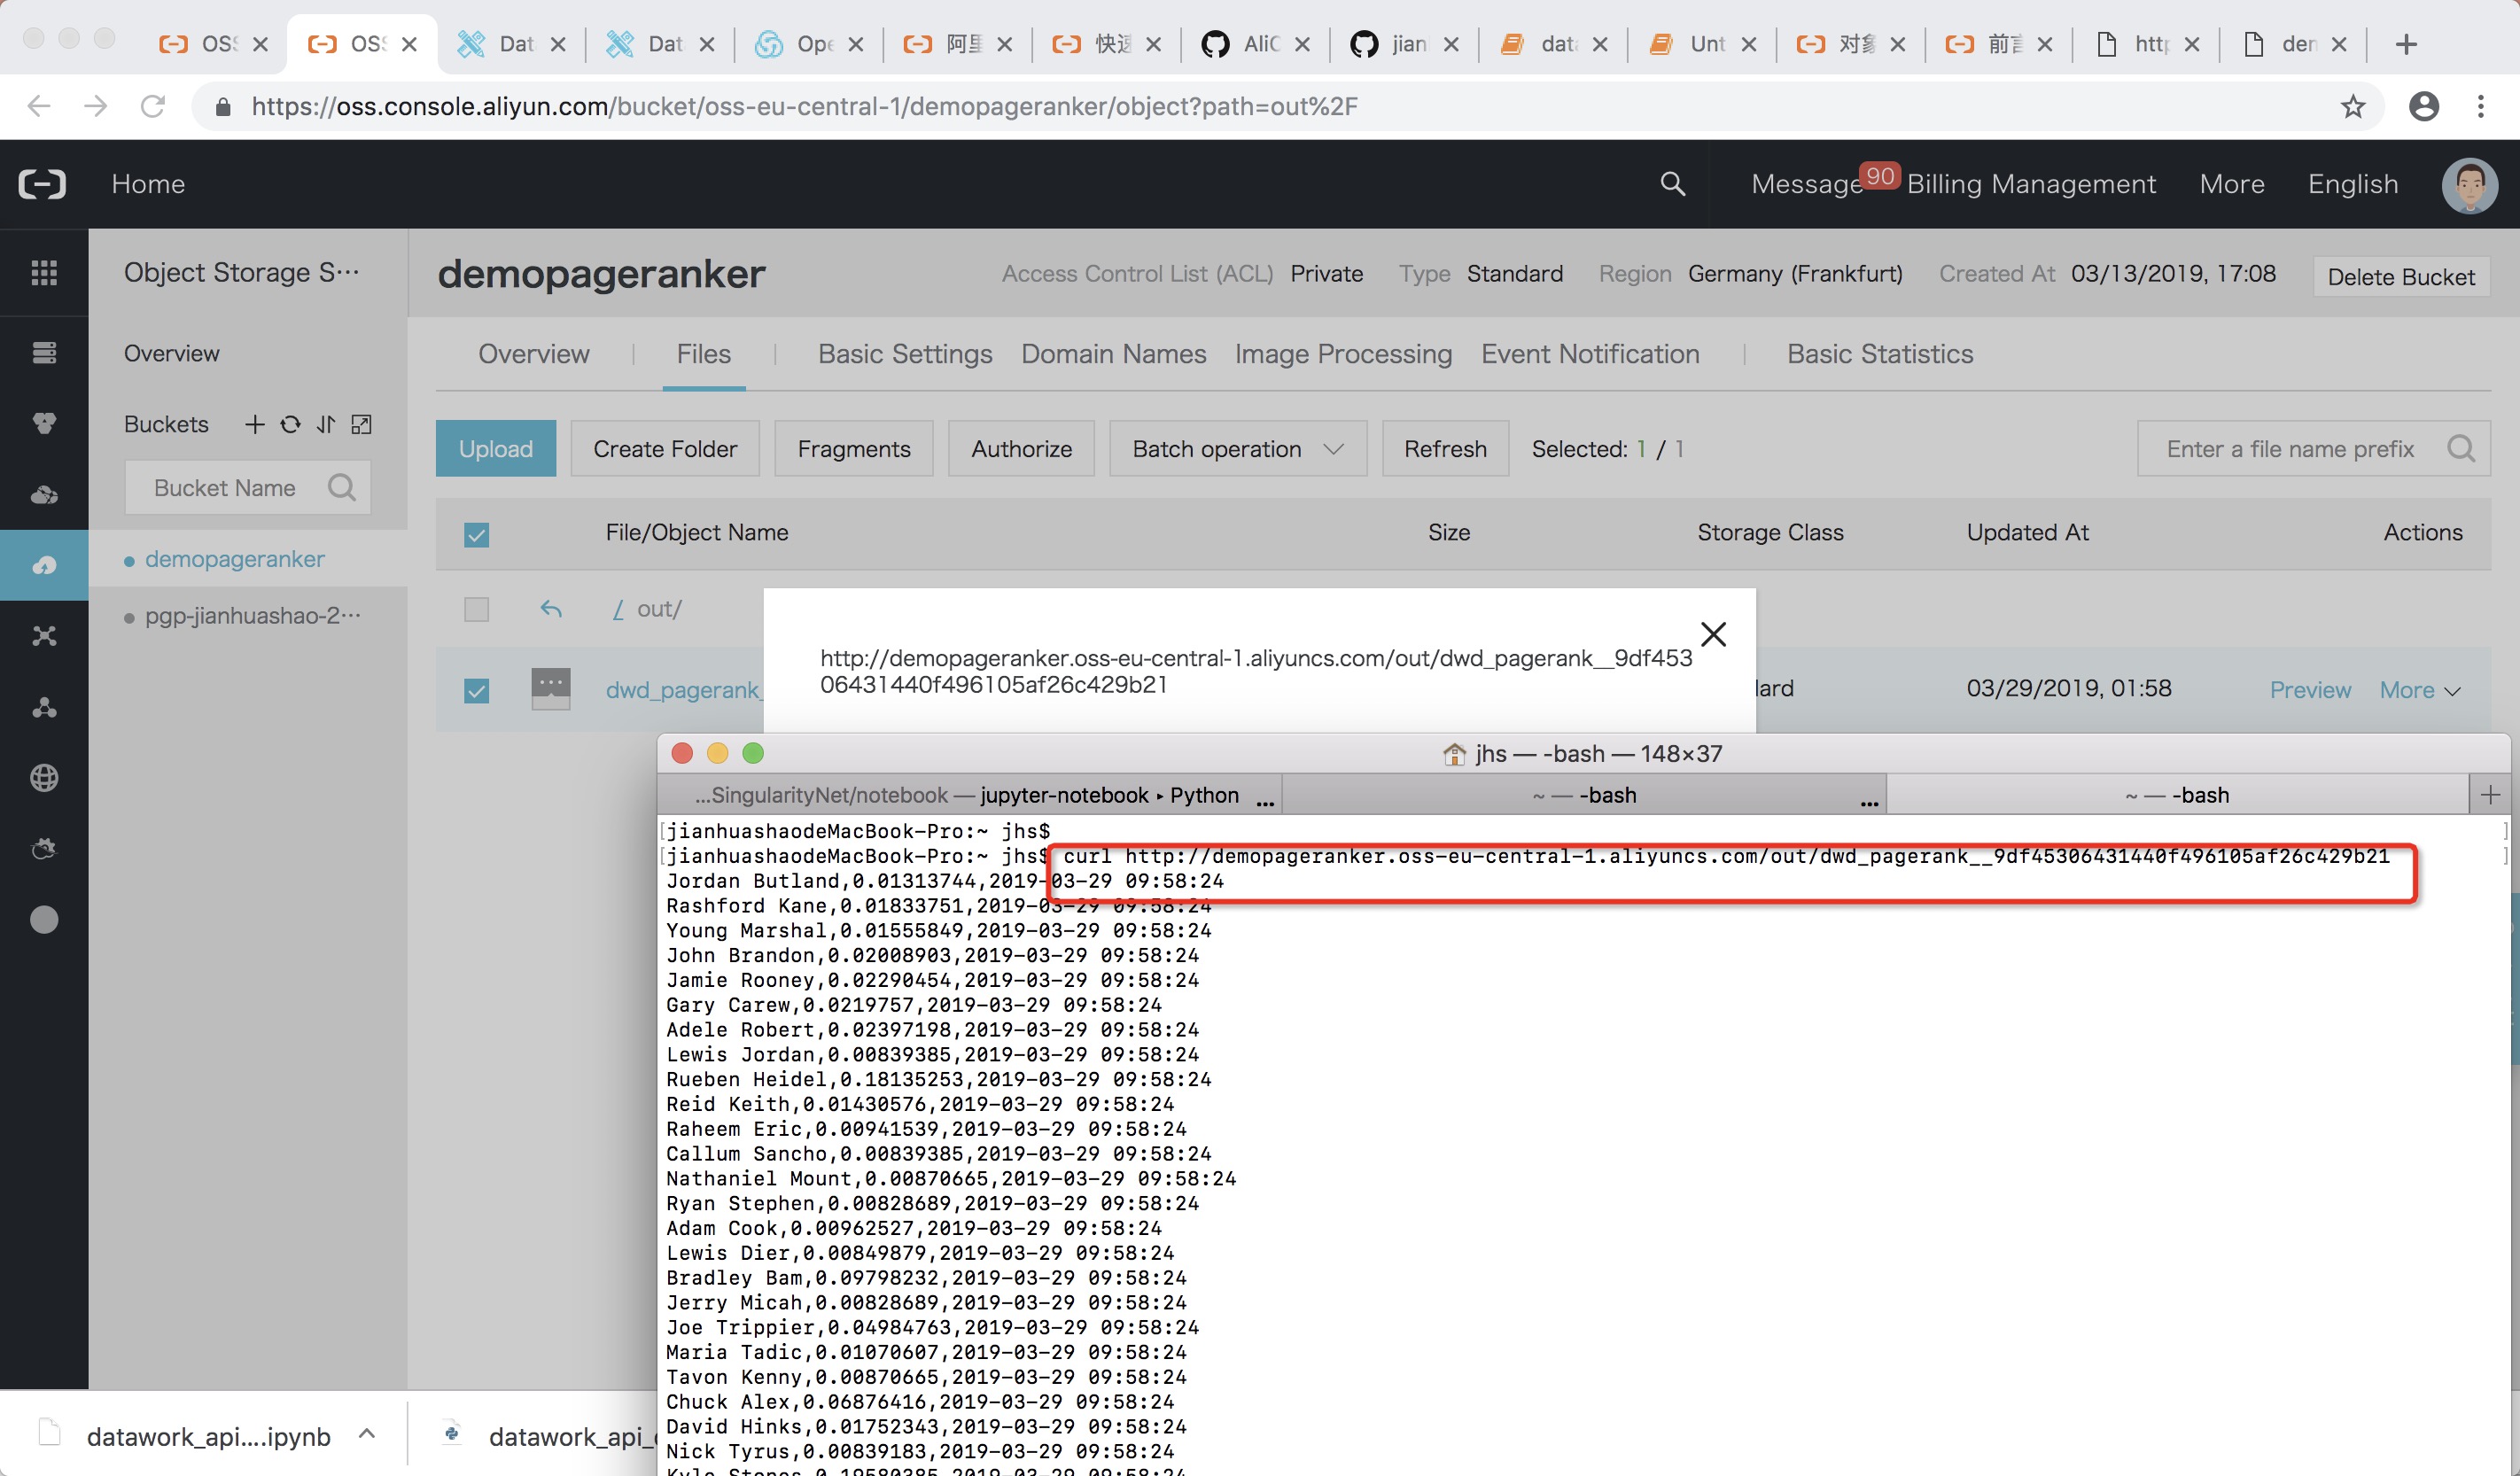 OSS
OSS
Dat
Dat
Ope
阿里
快速
AliC
jian
data
Unt
对象
前言
http
den
https://oss.console.aliyun.com/bucket/oss-eu-central-1/demopageranker/object?path=out%2F
Home
Message 90 Billing Management More English
Object Storage S···
demopageranker
Access Control List (ACL) Private Type Standard Region Germany (Frankfurt) Created At 03/13/2019, 17:08 Delete Bucket
Overview
Overview Files Basic Settings Domain Names Image Processing Event Notification Basic Statistics
Buckets
Upload Create Folder Fragments Authorize Batch operation Refresh Selected: 1 / 1 Enter a file name prefix
Bucket Name
File/Object Name Size Storage Class Updated At Actions
demopageranker
/ out/
pgp-jianhuashao-2···
http://demopageranker.oss-eu-central-1.aliyuncs.com/out/dwd_pagerank__9df453
06431440f496105af26c429b21
dwd_pagerank_ dard 03/29/2019, 01:58 Preview More
jhs — -bash — 148×37
...SingularityNet/notebook — jupyter-notebook ▸ Python ...
~ — -bash ...
~ — -bash
[jianhuashaodeMacBook-Pro:~ jhs$ ]
[jianhuashaodeMacBook-Pro:~ jhs$ curl http://demopageranker.oss-eu-central-1.aliyuncs.com/out/dwd_pagerank__9df45306431440f496105af26c429b21 ]
Jordan Butland,0.01313744,2019-03-29 09:58:24
Rashford Kane,0.01833751,2019-03-29 09:58:24
Young Marshal,0.01555849,2019-03-29 09:58:24
John Brandon,0.02008903,2019-03-29 09:58:24
Jamie Rooney,0.02290454,2019-03-29 09:58:24
Gary Carew,0.0219757,2019-03-29 09:58:24
Adele Robert,0.02397198,2019-03-29 09:58:24
Lewis Jordan,0.00839385,2019-03-29 09:58:24
Rueben Heidel,0.18135253,2019-03-29 09:58:24
Reid Keith,0.01430576,2019-03-29 09:58:24
Raheem Eric,0.00941539,2019-03-29 09:58:24
Callum Sancho,0.00839385,2019-03-29 09:58:24
Nathaniel Mount,0.00870665,2019-03-29 09:58:24
Ryan Stephen,0.00828689,2019-03-29 09:58:24
Adam Cook,0.00962527,2019-03-29 09:58:24
Lewis Dier,0.00849879,2019-03-29 09:58:24
Bradley Bam,0.09798232,2019-03-29 09:58:24
Jerry Micah,0.00828689,2019-03-29 09:58:24
Joe Trippier,0.04984763,2019-03-29 09:58:24
Maria Tadic,0.01070607,2019-03-29 09:58:24
Tavon Kenny,0.00870665,2019-03-29 09:58:24
Chuck Alex,0.06876416,2019-03-29 09:58:24
David Hinks,0.01752343,2019-03-29 09:58:24
Nick Tyrus,0.00839183,2019-03-29 09:58:24
Kyle Stones,0.19580385,2019-03-29 09:58:24
datawork_api....ipynb
datawork_api_